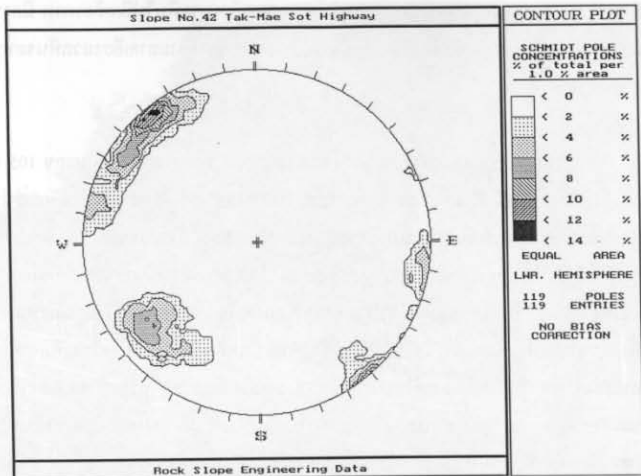 Slope No.42 Tak-Mae Sot Highway
N
W
E
S
Rock Slope Engineering Data
CONTOUR PLOT
SCHMIDT POLE
CONCENTRATIONS
% of total per
1.0 % area
< 0 %
< 2 %
< 4 %
< 6 %
< 8 %
< 10 %
< 12 %
< 14 %
EQUAL AREA
LWR. HEMISPHERE
119 POLES
119 ENTRIES
NO BIAS
CORRECTION